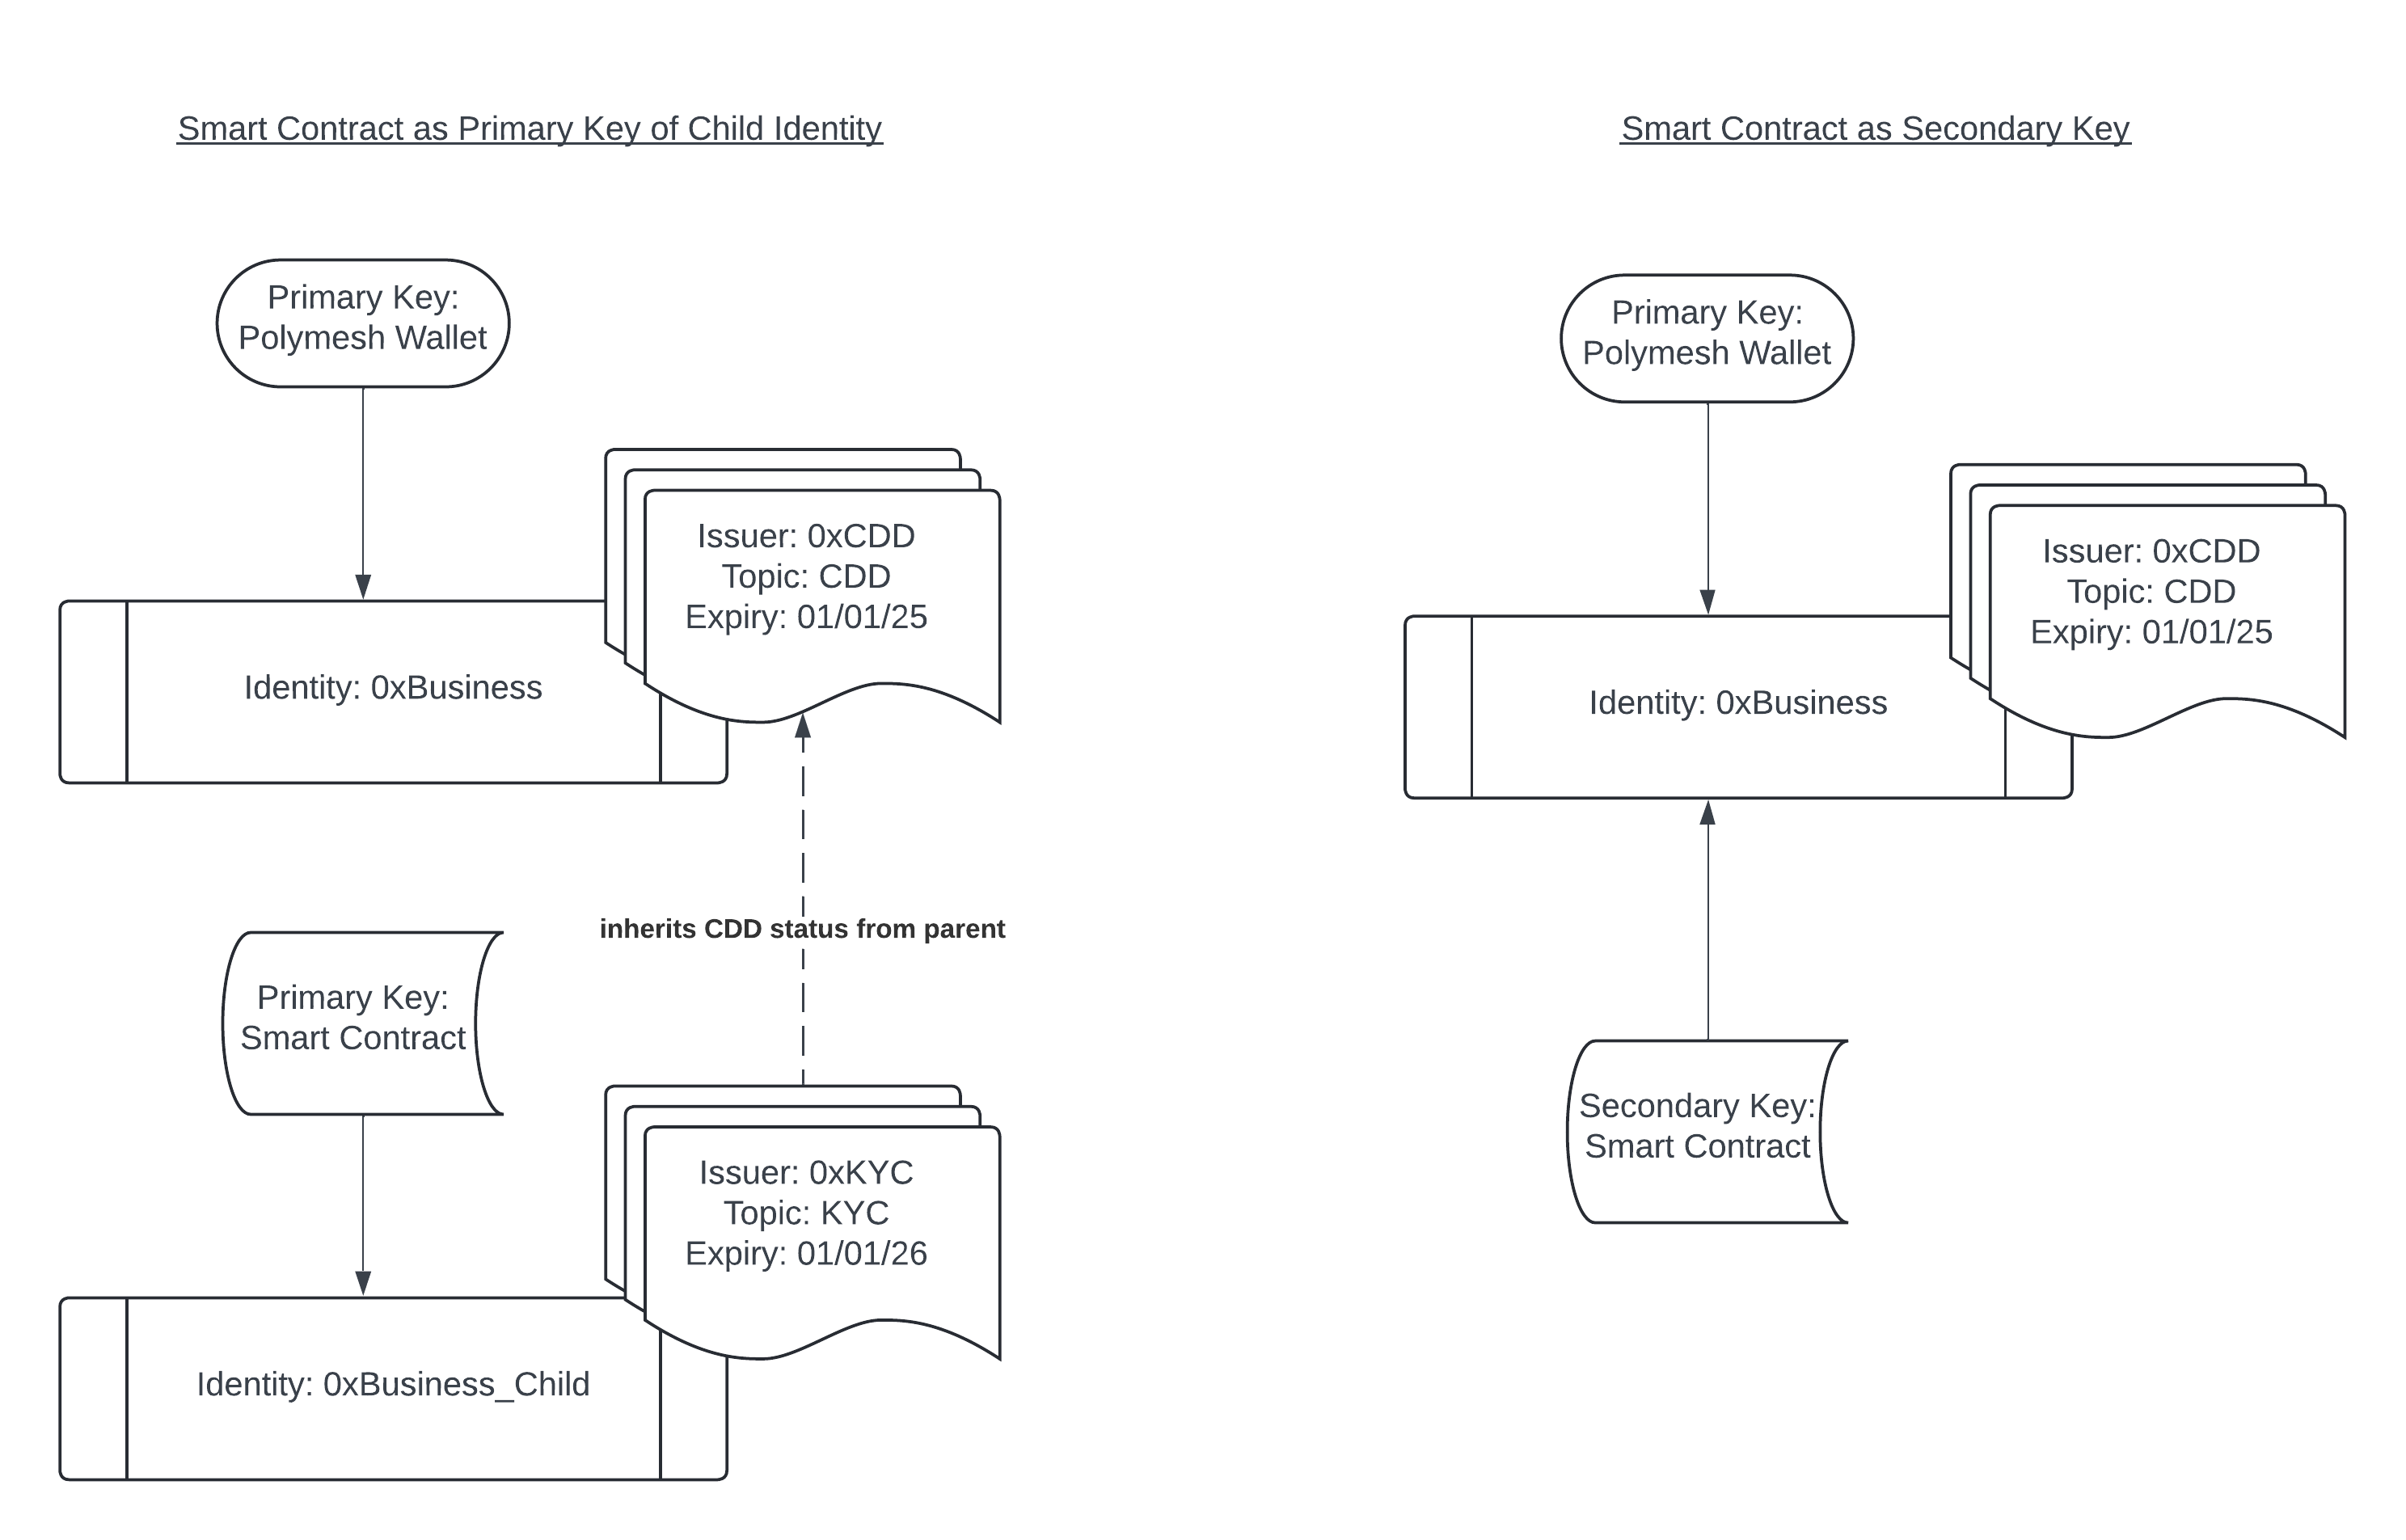 Smart Contract as Primary Key of Child Identity
Primary Key:
Polymesh Wallet
Issuer: 0xCDD
Topic: CDD
Expiry: 01/01/25
Identity: 0xBusiness
inherits CDD status from parent
Primary Key:
Smart Contract
Issuer: 0xKYC
Topic: KYC
Expiry: 01/01/26
Identity: 0xBusiness_Child
Smart Contract as Secondary Key
Primary Key:
Polymesh Wallet
Issuer: 0xCDD
Topic: CDD
Expiry: 01/01/25
Identity: 0xBusiness
Secondary Key:
Smart Contract